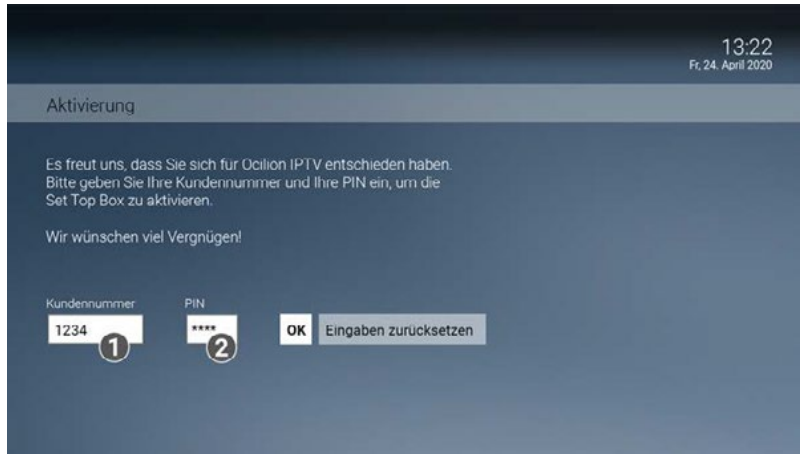 13:22
Fr, 24. April 2020
Aktivierung
Es freut uns, dass Sie sich für Ocilion IPTV entschieden haben.
Bitte geben Sie Ihre Kundennummer und Ihre PIN ein, um die
Set Top Box zu aktivieren.
Wir wünschen viel Vergnügen!
Kundennummer PIN
1234 **** OK Eingaben zurücksetzen
1 2